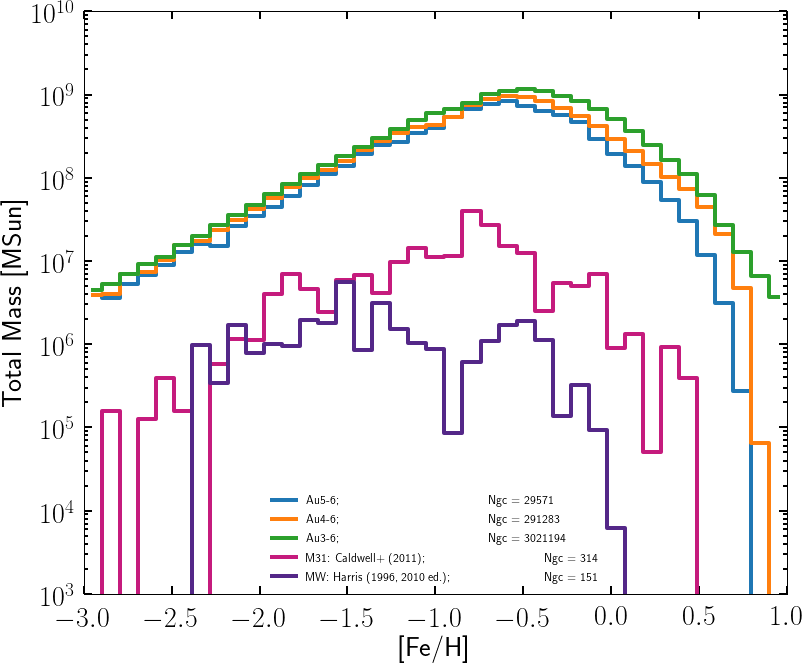 10^10
10^9
10^8
10^7
10^6
10^5
10^4
10^3
Total Mass [MSun]
Au5-6; Ngc = 29571
Au4-6; Ngc = 291283
Au3-6; Ngc = 3021194
M31: Caldwell+ (2011); Ngc = 314
MW: Harris (1996, 2010 ed.); Ngc = 151
−3.0 −2.5 −2.0 −1.5 −1.0 −0.5 0.0 0.5 1.0
[Fe/H]